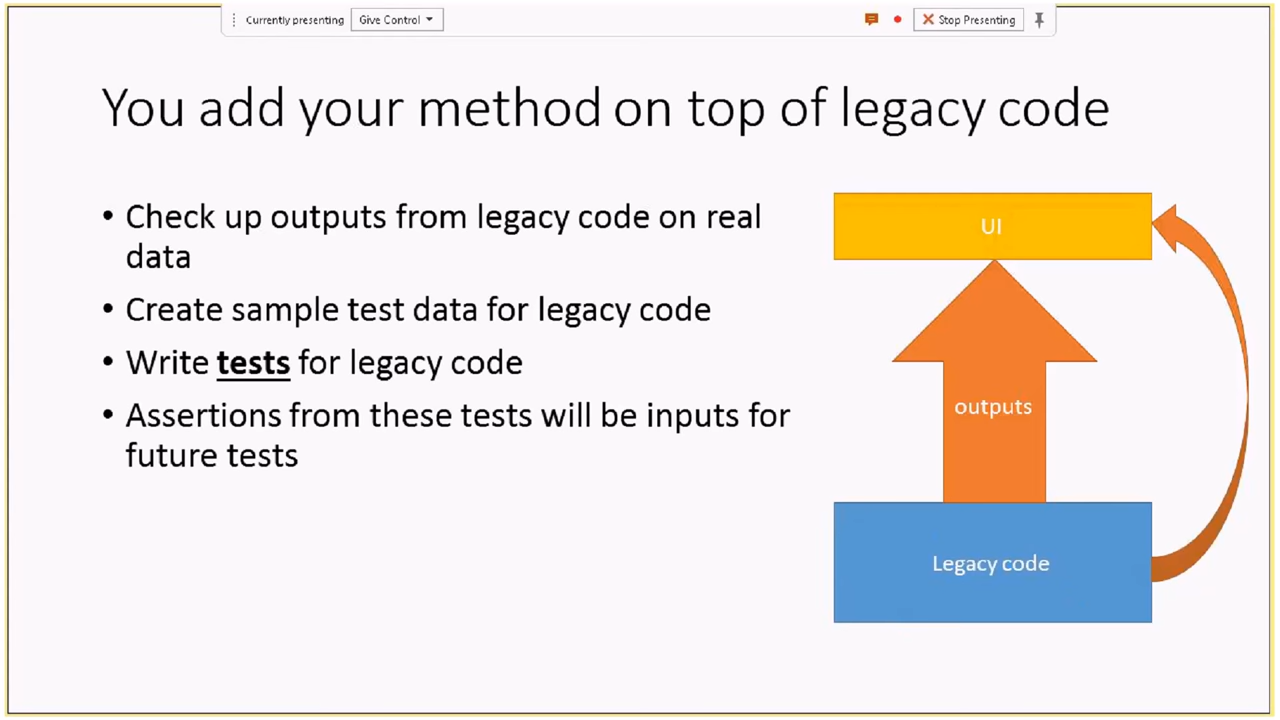 Currently presenting Give Control Stop Presenting
You add your method on top of legacy code
• Check up outputs from legacy code on real
data
• Create sample test data for legacy code
• Write tests for legacy code
• Assertions from these tests will be inputs for
future tests
UI
outputs
Legacy code